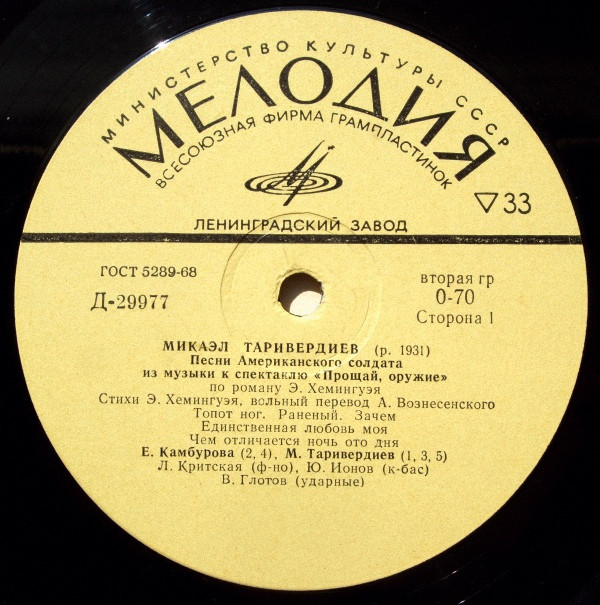 МИНИСТЕРСТВО КУЛЬТУРЫ СССР
МЕЛОДИЯ
ВСЕСОЮЗНАЯ ФИРМА ГРАМПЛАСТИНОК
▽33
ЛЕНИНГРАДСКИЙ ЗАВОД
ГОСТ 5289-68
Д-29977
вторая гр
0-70
Сторона 1
МИКАЭЛ ТАРИВЕРДИЕВ (р. 1931)
Песни Американского солдата
из музыки к спектаклю «Прощай, оружие»
по роману Э. Хемингуэя
Стихи Э. Хемингуэя, вольный перевод А. Вознесенского
Топот ног. Раненый. Зачем
Единственная любовь моя
Чем отличается ночь ото дня
Е. Камбурова (2, 4), М. Таривердиев (1, 3, 5)
Л. Критская (ф-но), Ю. Ионов (к-бас)
В. Глотов (ударные)